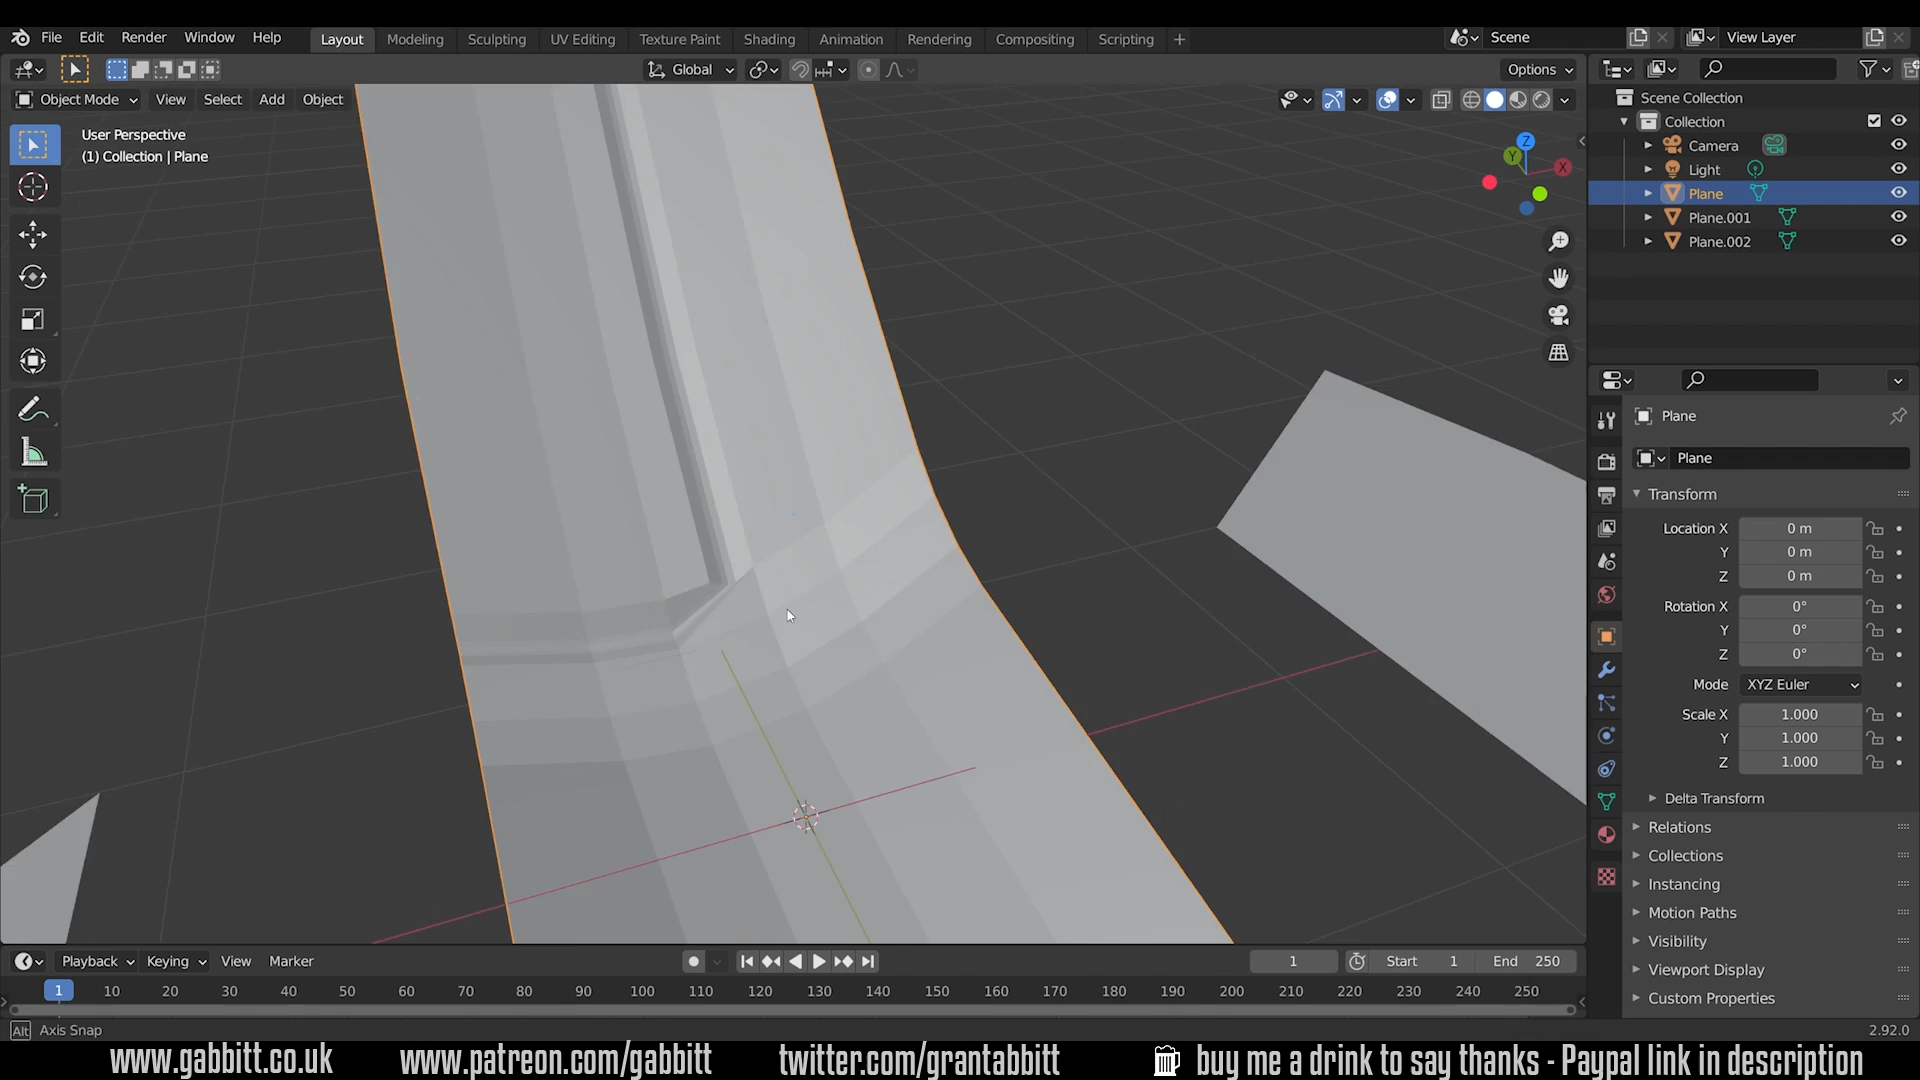 File Edit Render Window Help Layout Modeling Sculpting UV Editing Texture Paint Shading Animation Rendering Compositing Scripting + Scene View Layer
Global Options
Object Mode View Select Add Object
User Perspective
(1) Collection | Plane
Z
Y
X
Scene Collection
Collection
Camera
Light
Plane
Plane.001
Plane.002
Plane
Plane
Transform
Location X 0 m
Y 0 m
Z 0 m
Rotation X 0°
Y 0°
Z 0°
Mode XYZ Euler
Scale X 1.000
Y 1.000
Z 1.000
Delta Transform
Relations
Collections
Instancing
Motion Paths
Visibility
Viewport Display
Custom Properties
Playback Keying View Marker 1 Start 1 End 250
1 10 20 30 40 50 60 70 80 90 100 110 120 130 140 150 160 170 180 190 200 210 220 230 240 250
Alt Axis Snap 2.92.0
www.gabbitt.co.uk www.patreon.com/gabbitt twitter.com/grantabbitt buy me a drink to say thanks - Paypal link in description